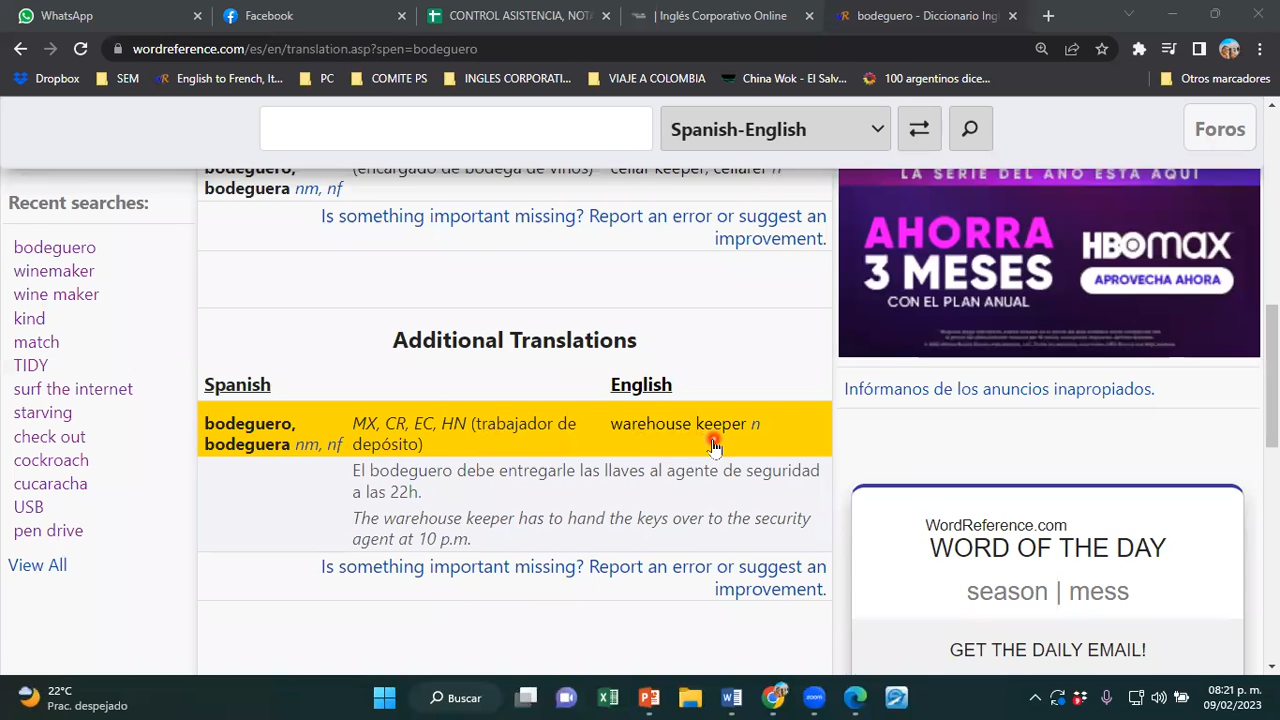 WhatsApp
Facebook
CONTROL ASISTENCIA, NOTA
| Inglés Corporativo Online
bodeguero - Diccionario Ingl
wordreference.com/es/en/translation.asp?spen=bodeguero
Dropbox
SEM
English to French, It...
PC
COMITE PS
INGLES CORPORATI...
VIAJE A COLOMBIA
China Wok - El Salv...
100 argentinos dice...
Otros marcadores
Spanish-English
Foros
Recent searches:
bodeguero
winemaker
wine maker
kind
match
TIDY
surf the internet
starving
check out
cockroach
cucaracha
USB
pen drive
View All
bodeguero, (encargado de bodega de vinos) cellar keeper, cellarer n
bodeguera nm, nf
Is something important missing? Report an error or suggest an
improvement.
Additional Translations
Spanish English
bodeguero, MX, CR, EC, HN (trabajador de warehouse keeper n
bodeguera nm, nf depósito)
El bodeguero debe entregarle las llaves al agente de seguridad
a las 22h.
The warehouse keeper has to hand the keys over to the security
agent at 10 p.m.
Is something important missing? Report an error or suggest an
improvement.
LA SERIE DEL AÑO ESTÁ AQUÍ
AHORRA
3 MESES
CON EL PLAN ANUAL
HBOMAX
APROVECHA AHORA
Infórmanos de los anuncios inapropiados.
WordReference.com
WORD OF THE DAY
season | mess
GET THE DAILY EMAIL!
22°C
Prac. despejado
Buscar
zoom
08:21 p. m.
09/02/2023